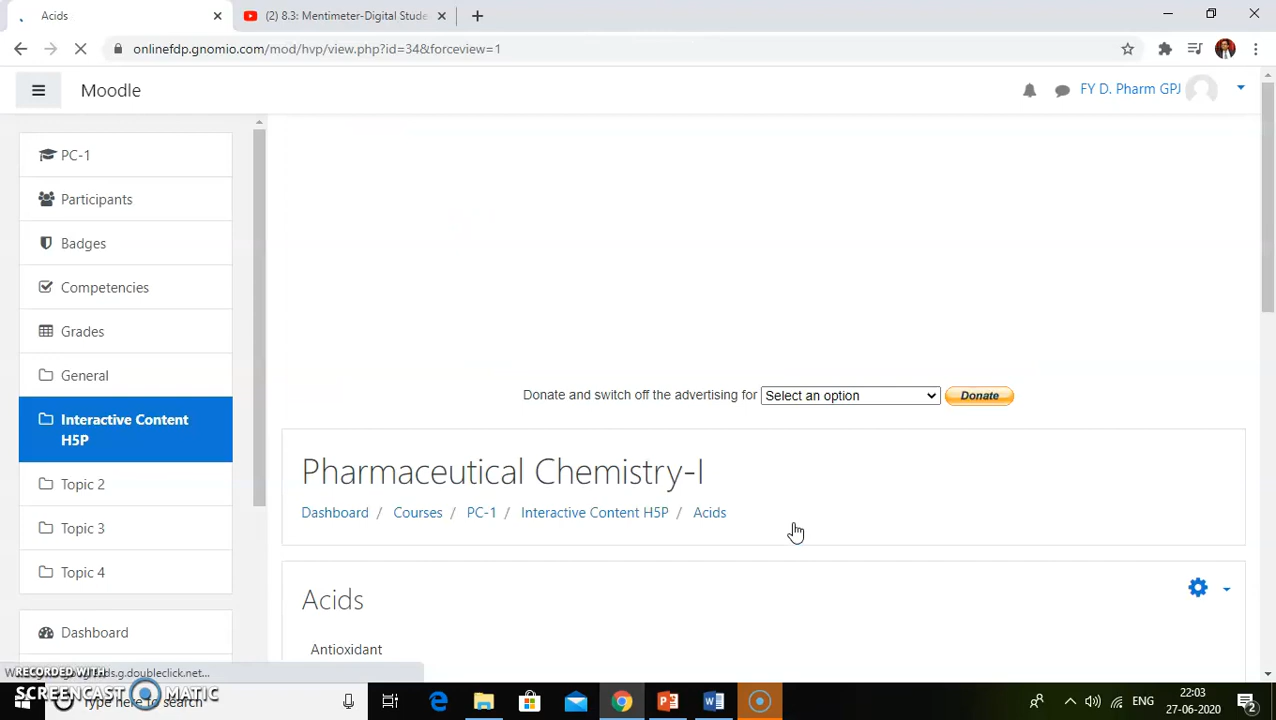 Acids
(2) 8.3: Mentimeter-Digital Stude
onlinefdp.gnomio.com/mod/hvp/view.php?id=34&forceview=1
Moodle
FY D. Pharm GPJ
PC-1
Participants
Badges
Competencies
Grades
General
Interactive Content
H5P
Topic 2
Topic 3
Topic 4
Dashboard
Donate and switch off the advertising for Select an option Donate
Pharmaceutical Chemistry-I
Dashboard / Courses / PC-1 / Interactive Content H5P / Acids
Acids
Antioxidant
ds.g.doubleclick.net...
RECORDED WITH
SCREENCAST MATIC
Type here to search
ENG
22:03
27-06-2020
2